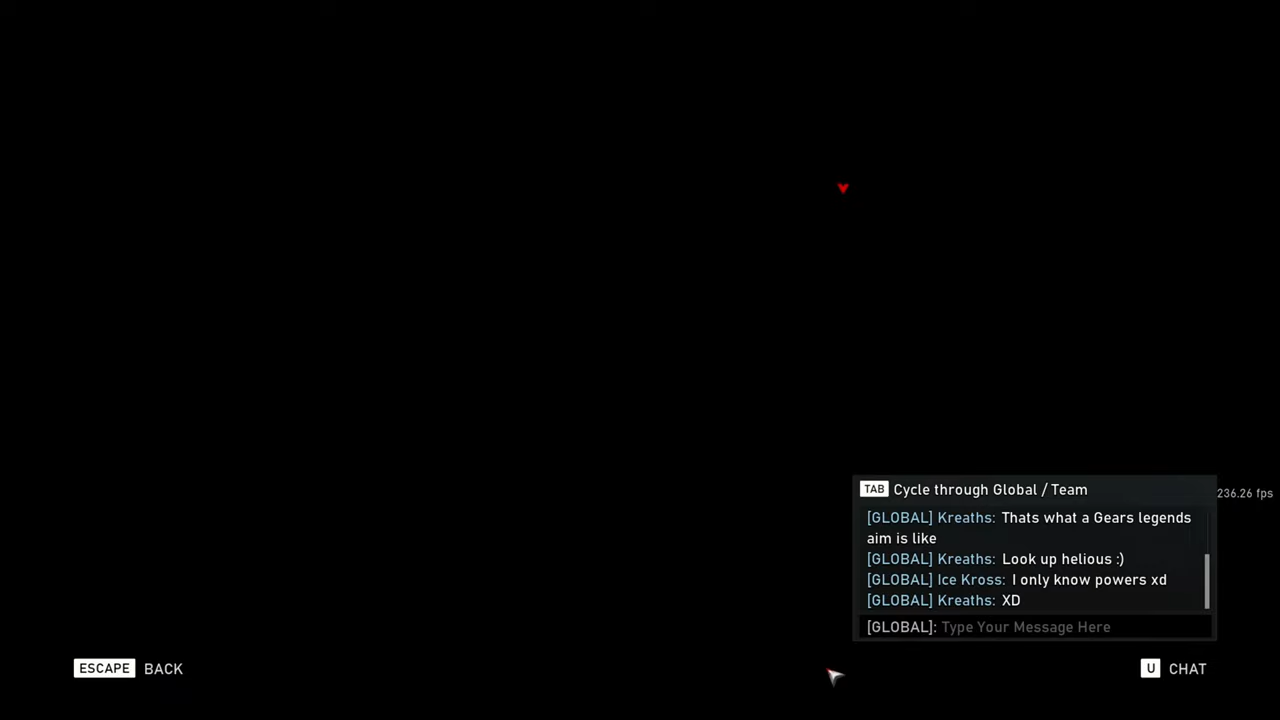 TAB Cycle through Global / Team
236.26 fps
[GLOBAL] Kreaths: Thats what a Gears legends
aim is like
[GLOBAL] Kreaths: Look up helious :)
[GLOBAL] Ice Kross: I only know powers xd
[GLOBAL] Kreaths: XD
[GLOBAL]: Type Your Message Here
ESCAPE BACK
U CHAT